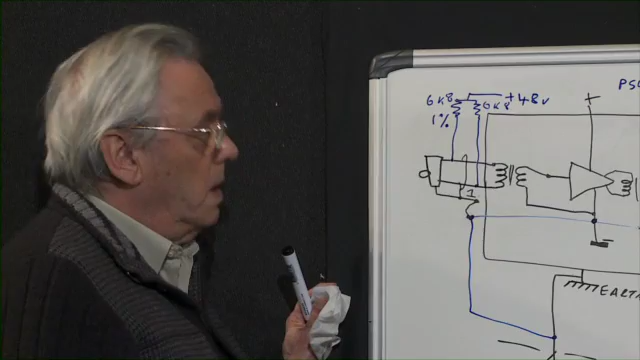 PS
6K8 6K8 +48V
1%
+
1
-
EARTH